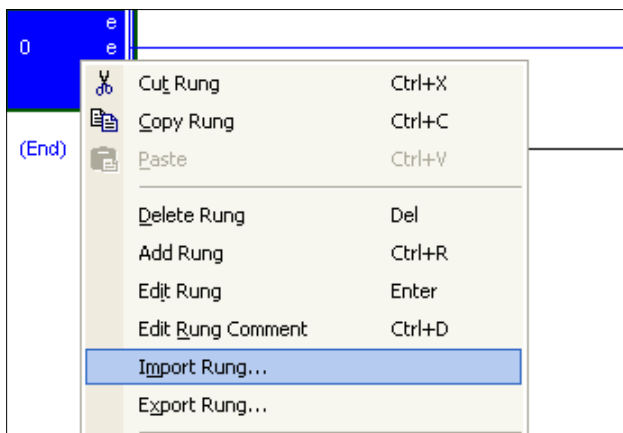 e
0 e
Cut Rung Ctrl+X
Copy Rung Ctrl+C
(End)
Paste Ctrl+V
Delete Rung Del
Add Rung Ctrl+R
Edit Rung Enter
Edit Rung Comment Ctrl+D
Import Rung...
Export Rung...